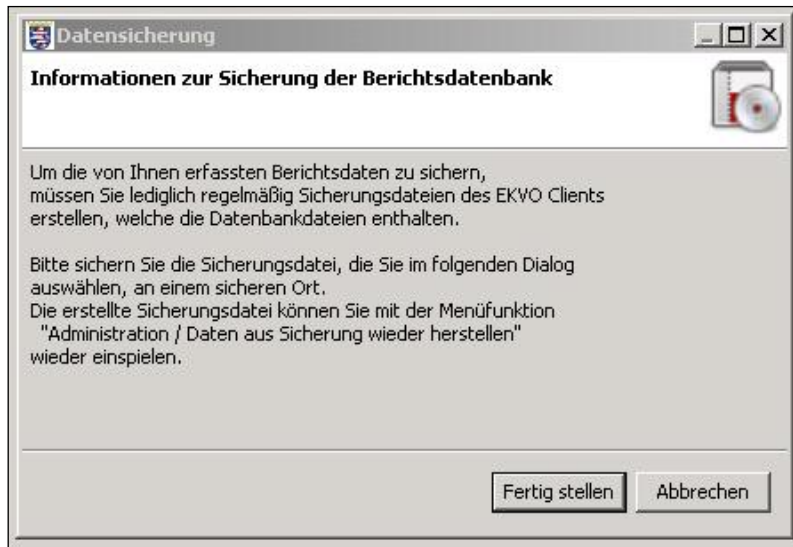 Datensicherung
Informationen zur Sicherung der Berichtsdatenbank
Um die von Ihnen erfassten Berichtsdaten zu sichern,
müssen Sie lediglich regelmäßig Sicherungsdateien des EKVO Clients
erstellen, welche die Datenbankdateien enthalten.
Bitte sichern Sie die Sicherungsdatei, die Sie im folgenden Dialog
auswählen, an einem sicheren Ort.
Die erstellte Sicherungsdatei können Sie mit der Menüfunktion
"Administration / Daten aus Sicherung wieder herstellen"
wieder einspielen.
Fertig stellen
Abbrechen